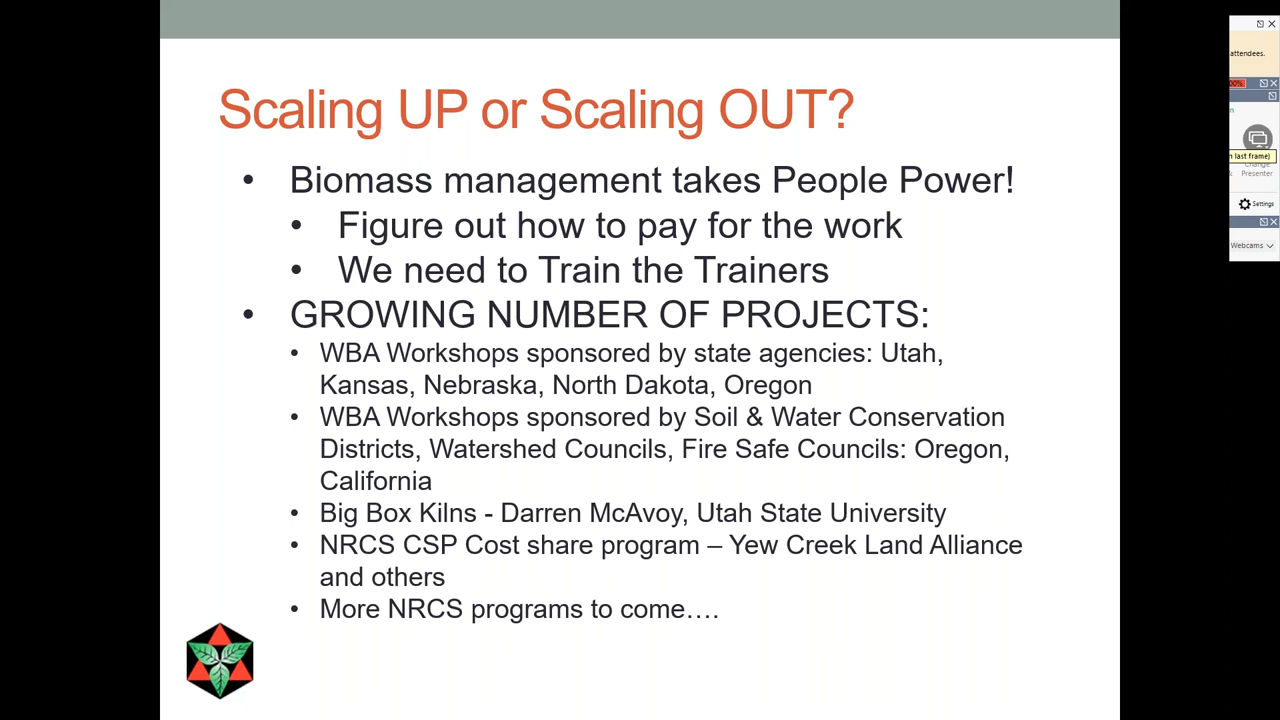 Scaling UP or Scaling OUT?
• Biomass management takes People Power!
• Figure out how to pay for the work
• We need to Train the Trainers
• GROWING NUMBER OF PROJECTS:
• WBA Workshops sponsored by state agencies: Utah,
Kansas, Nebraska, North Dakota, Oregon
• WBA Workshops sponsored by Soil & Water Conservation
Districts, Watershed Councils, Fire Safe Councils: Oregon,
California
• Big Box Kilns - Darren McAvoy, Utah State University
• NRCS CSP Cost share program – Yew Creek Land Alliance
and others
• More NRCS programs to come….
attendees.
last frame)
Change
Presenter
Settings
Webcams